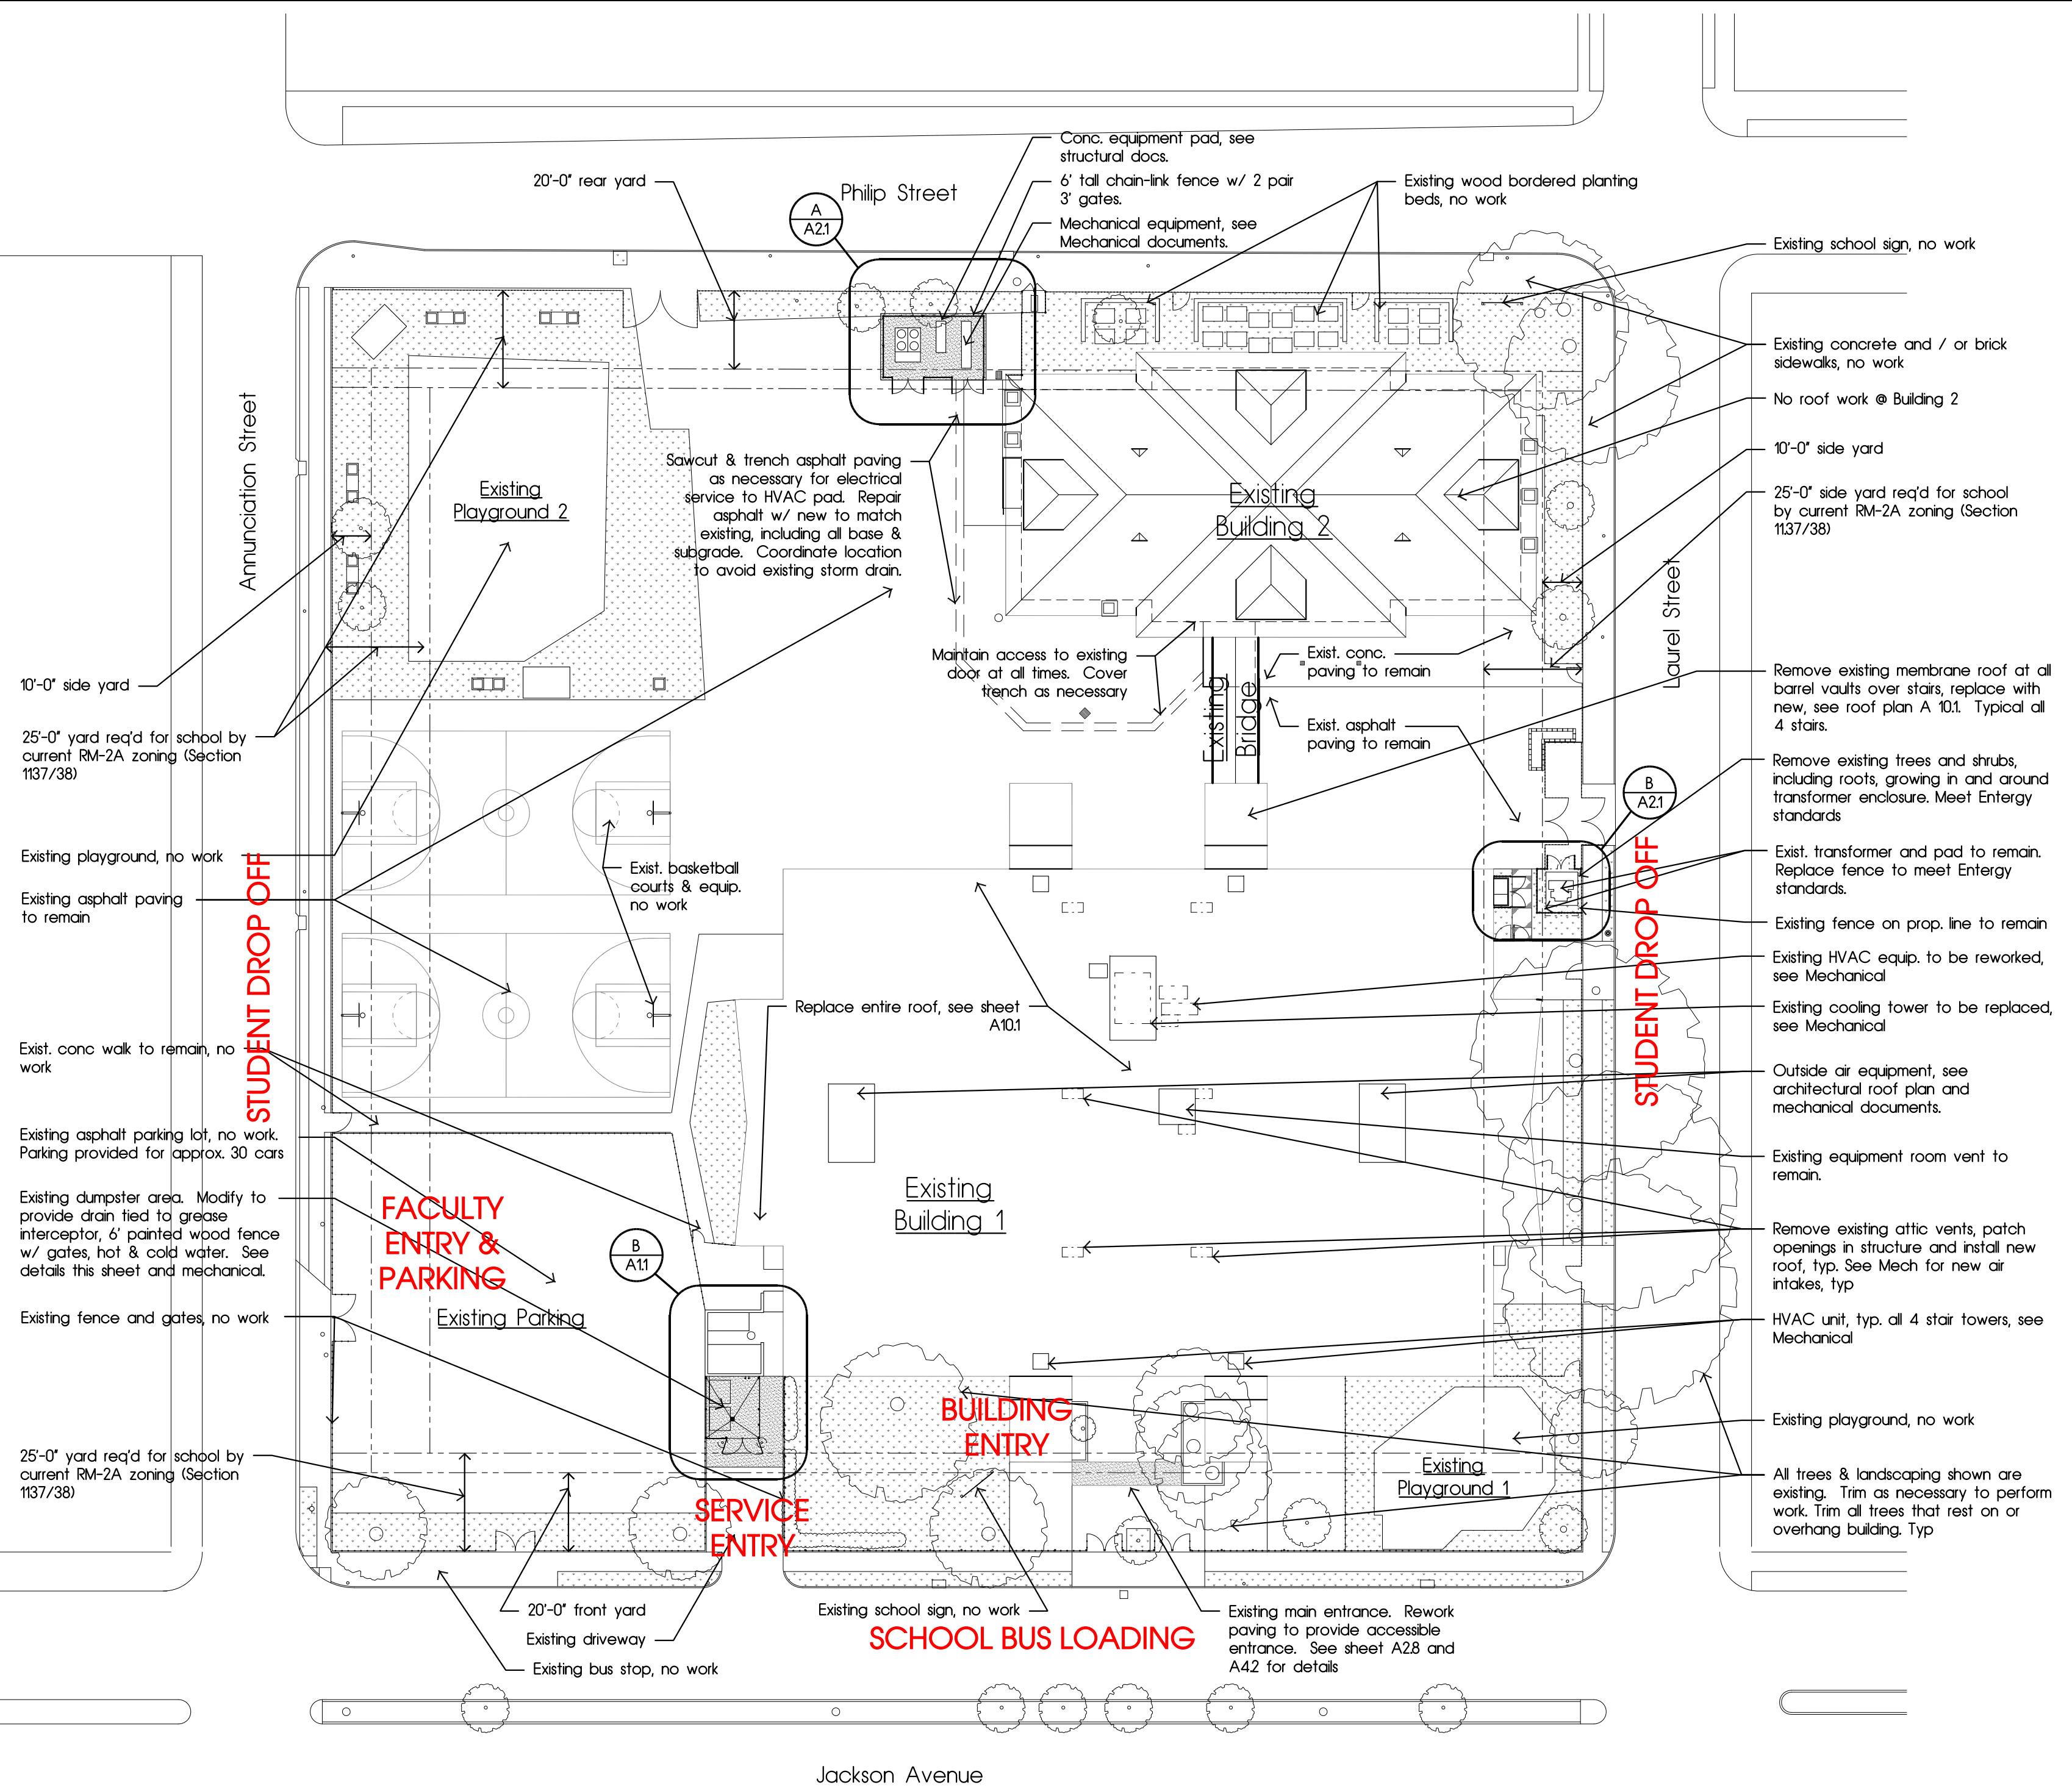 Conc. equipment pad, see
structural docs.
20'-0" rear yard
Philip Street
6' tall chain-link fence w/ 2 pair
3' gates.
Existing wood bordered planting
beds, no work
A
A2.1
Mechanical equipment, see
Mechanical documents.
Existing school sign, no work
Existing concrete and / or brick
sidewalks, no work
No roof work @ Building 2
10'-0" side yard
25'-0" side yard req'd for school
by current RM-2A zoning (Section
11.37/38)
Annunciation Street
Existing
Playground 2
Sawcut & trench asphalt paving
as necessary for electrical
service to HVAC pad. Repair
asphalt w/ new to match
existing, including all base &
subgrade. Coordinate location
to avoid existing storm drain.
Existing
Building 2
Laurel Street
Maintain access to existing
door at all times. Cover
trench as necessary
Exist. conc.
paving to remain
Existing
Bridge
Exist. asphalt
paving to remain
10'-0" side yard
25'-0" yard req'd for school by
current RM-2A zoning (Section
1137/38)
Remove existing membrane roof at all
barrel vaults over stairs, replace with
new, see roof plan A 10.1. Typical all
4 stairs.
Remove existing trees and shrubs,
including roots, growing in and around
transformer enclosure. Meet Entergy
standards
B
A2.1
Existing playground, no work
Existing asphalt paving
to remain
STUDENT DROP OFF
Exist. basketball
courts & equip.
no work
STUDENT DROP OFF
Exist. transformer and pad to remain.
Replace fence to meet Entergy
standards.
Existing fence on prop. line to remain
Existing HVAC equip. to be reworked,
see Mechanical
Existing cooling tower to be replaced,
see Mechanical
Replace entire roof, see sheet
A10.1
Exist. conc walk to remain, no
work
Outside air equipment, see
architectural roof plan and
mechanical documents.
Existing asphalt parking lot, no work.
Parking provided for approx. 30 cars
Existing equipment room vent to
remain.
Existing dumpster area. Modify to
provide drain tied to grease
interceptor, 6' painted wood fence
w/ gates, hot & cold water. See
details this sheet and mechanical.
FACULTY
ENTRY &
PARKING
Existing Parking
B
A1.1
Existing
Building 1
Remove existing attic vents, patch
openings in structure and install new
roof, typ. See Mech for new air
intakes, typ
Existing fence and gates, no work
HVAC unit, typ. all 4 stair towers, see
Mechanical
BUILDING
ENTRY
Existing playground, no work
25'-0" yard req'd for school by
current RM-2A zoning (Section
1137/38)
Existing
Playground 1
All trees & landscaping shown are
existing. Trim as necessary to perform
work. Trim all trees that rest on or
overhang building. Typ
SERVICE
ENTRY
20'-0" front yard
Existing driveway
Existing bus stop, no work
Existing school sign, no work
SCHOOL BUS LOADING
Existing main entrance. Rework
paving to provide accessible
entrance. See sheet A2.8 and
A4.2 for details
Jackson Avenue